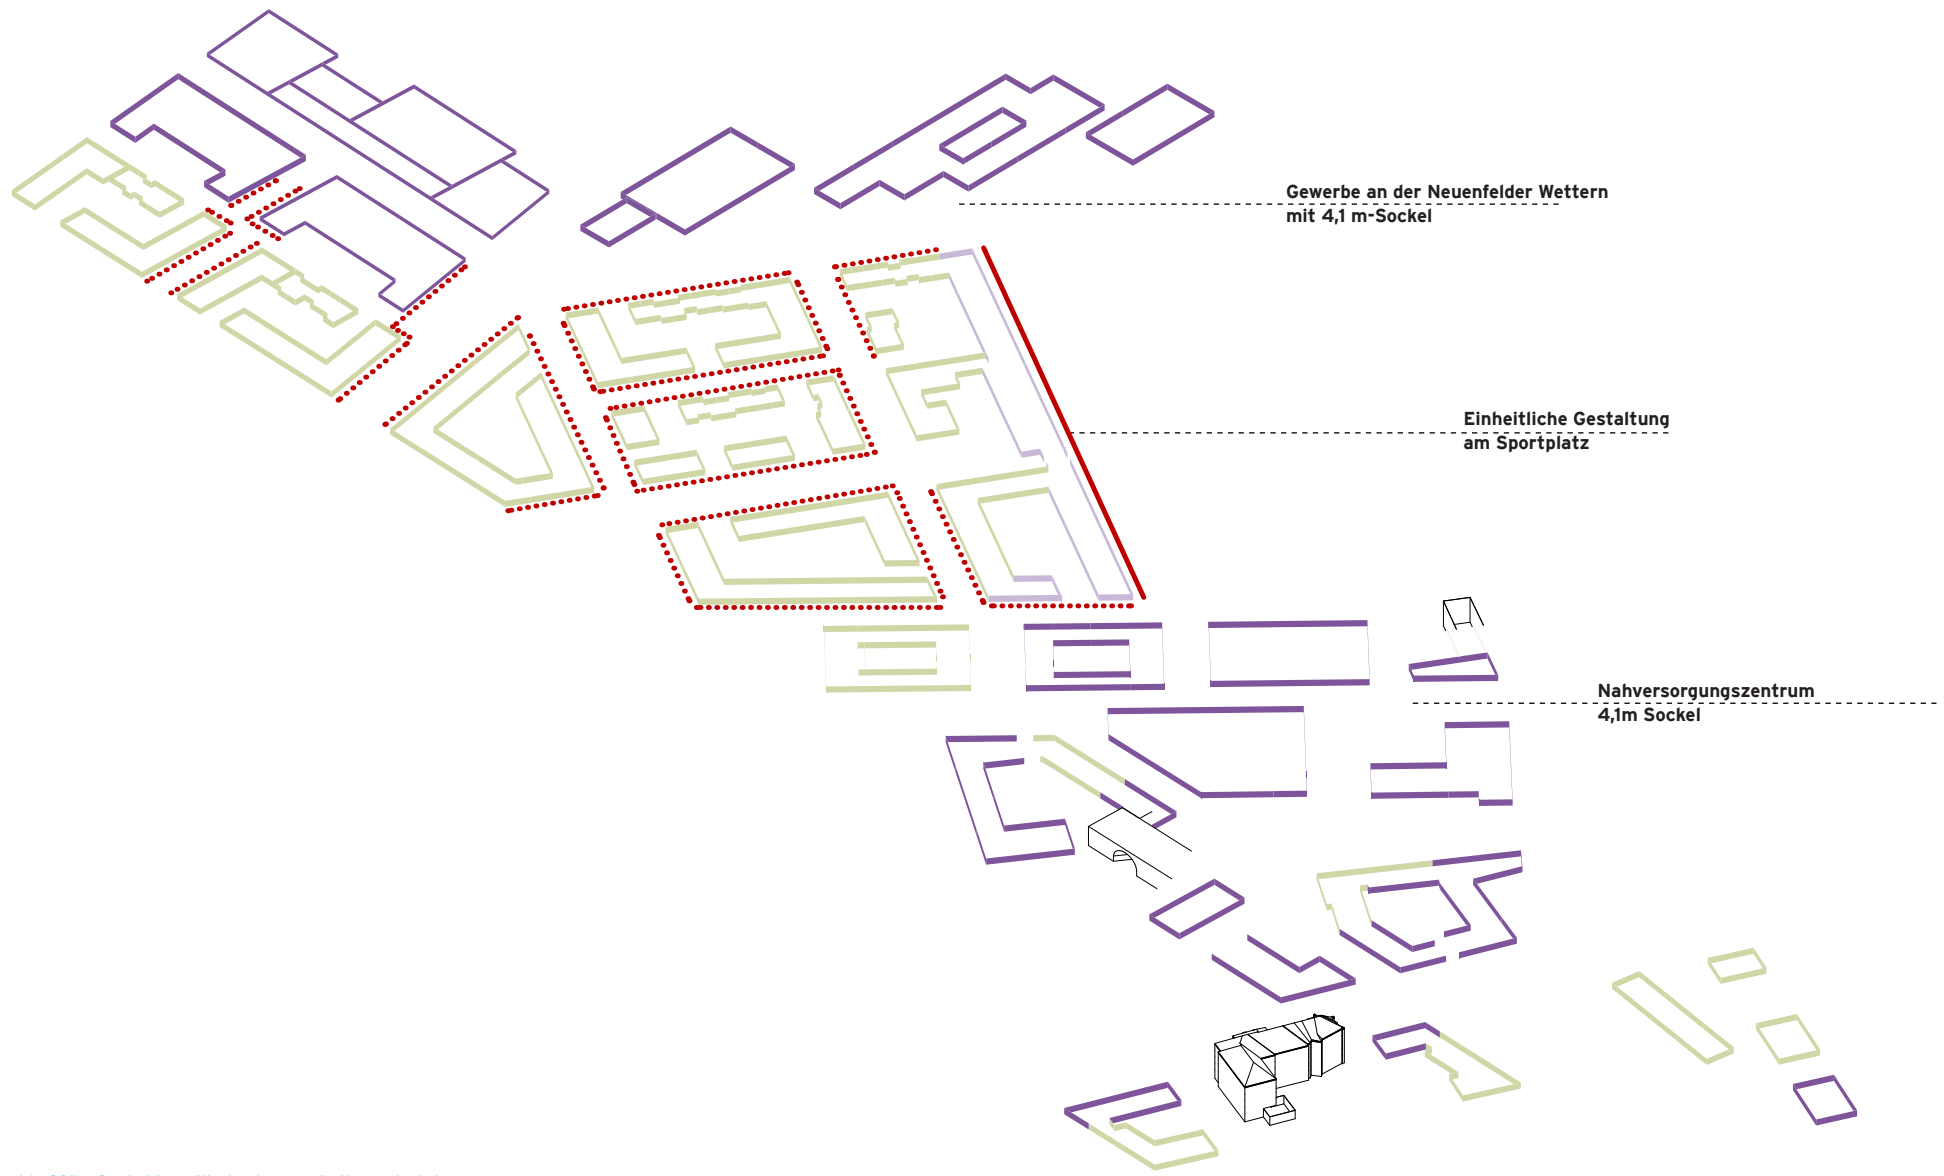 Gewerbe an der Neuenfelder Wettern
mit 4,1 m-Sockel
Einheitliche Gestaltung
am Sportplatz
Nahversorgungszentrum
4,1m Sockel